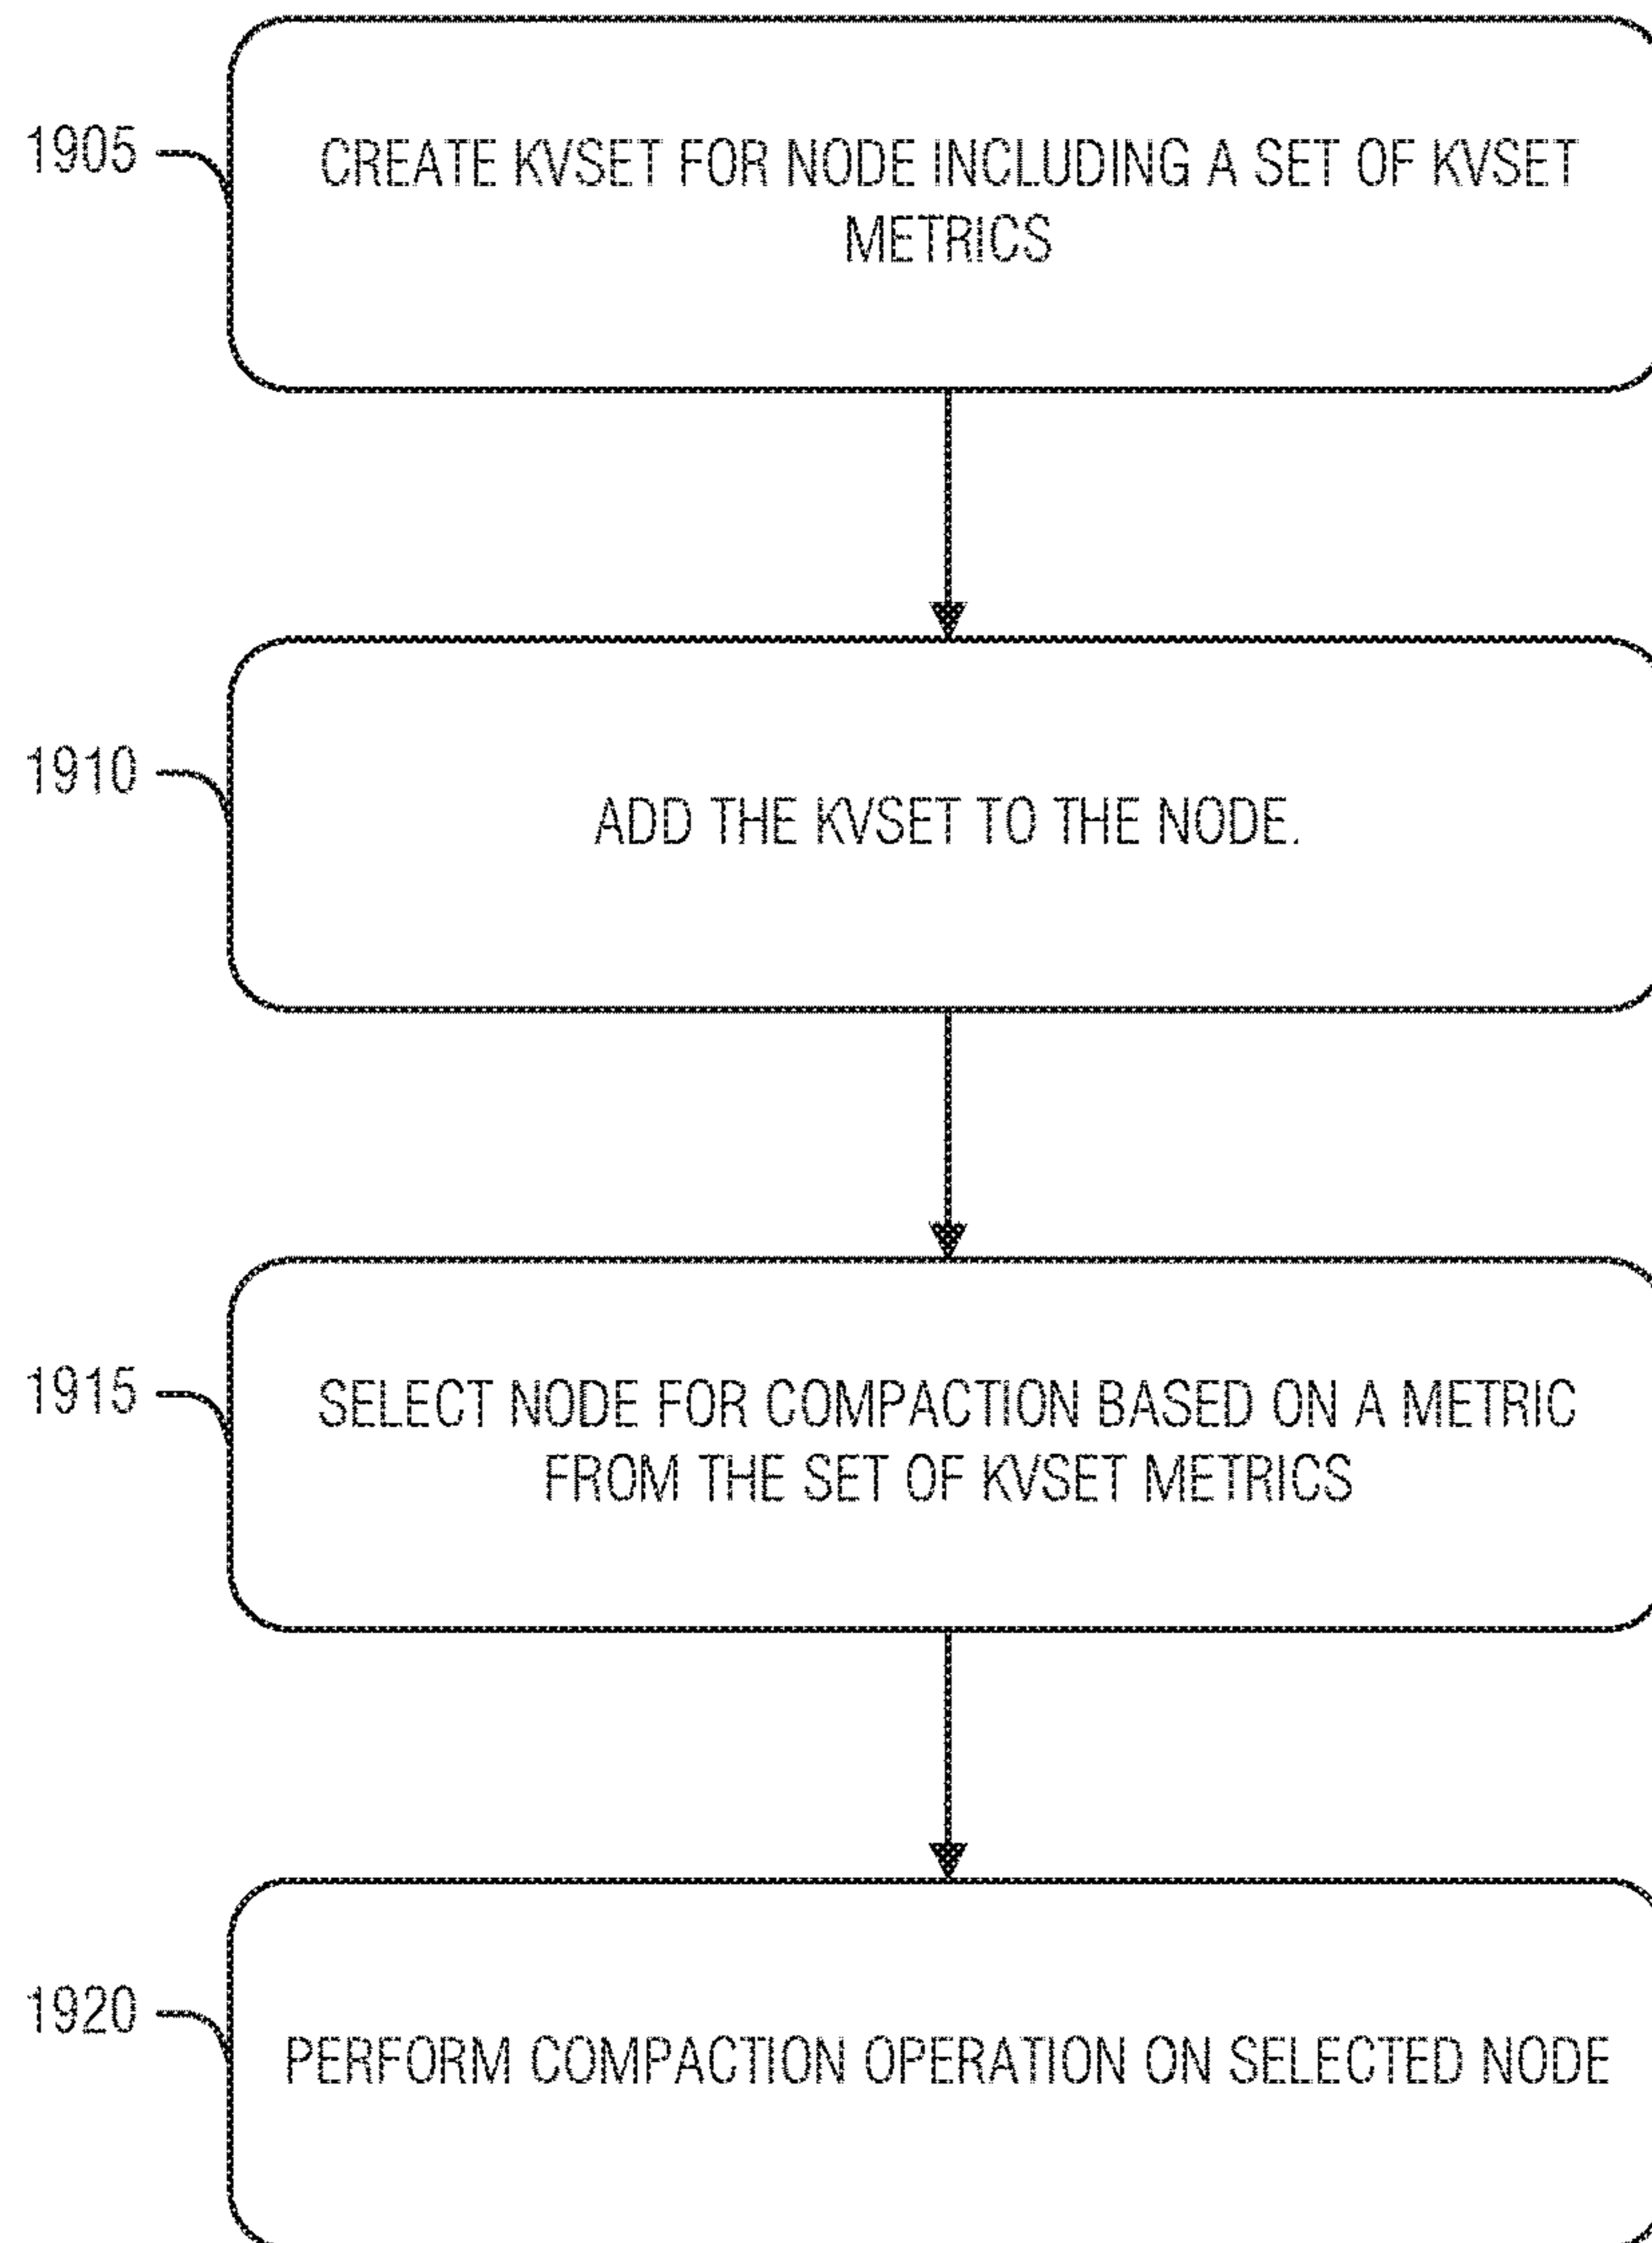 1905
CREATE KVSET FOR NODE INCLUDING A SET OF KVSET
METRICS
1910
ADD THE KVSET TO THE NODE.
1915
SELECT NODE FOR COMPACTION BASED ON A METRIC
FROM THE SET OF KVSET METRICS
1920
PERFORM COMPACTION OPERATION ON SELECTED NODE